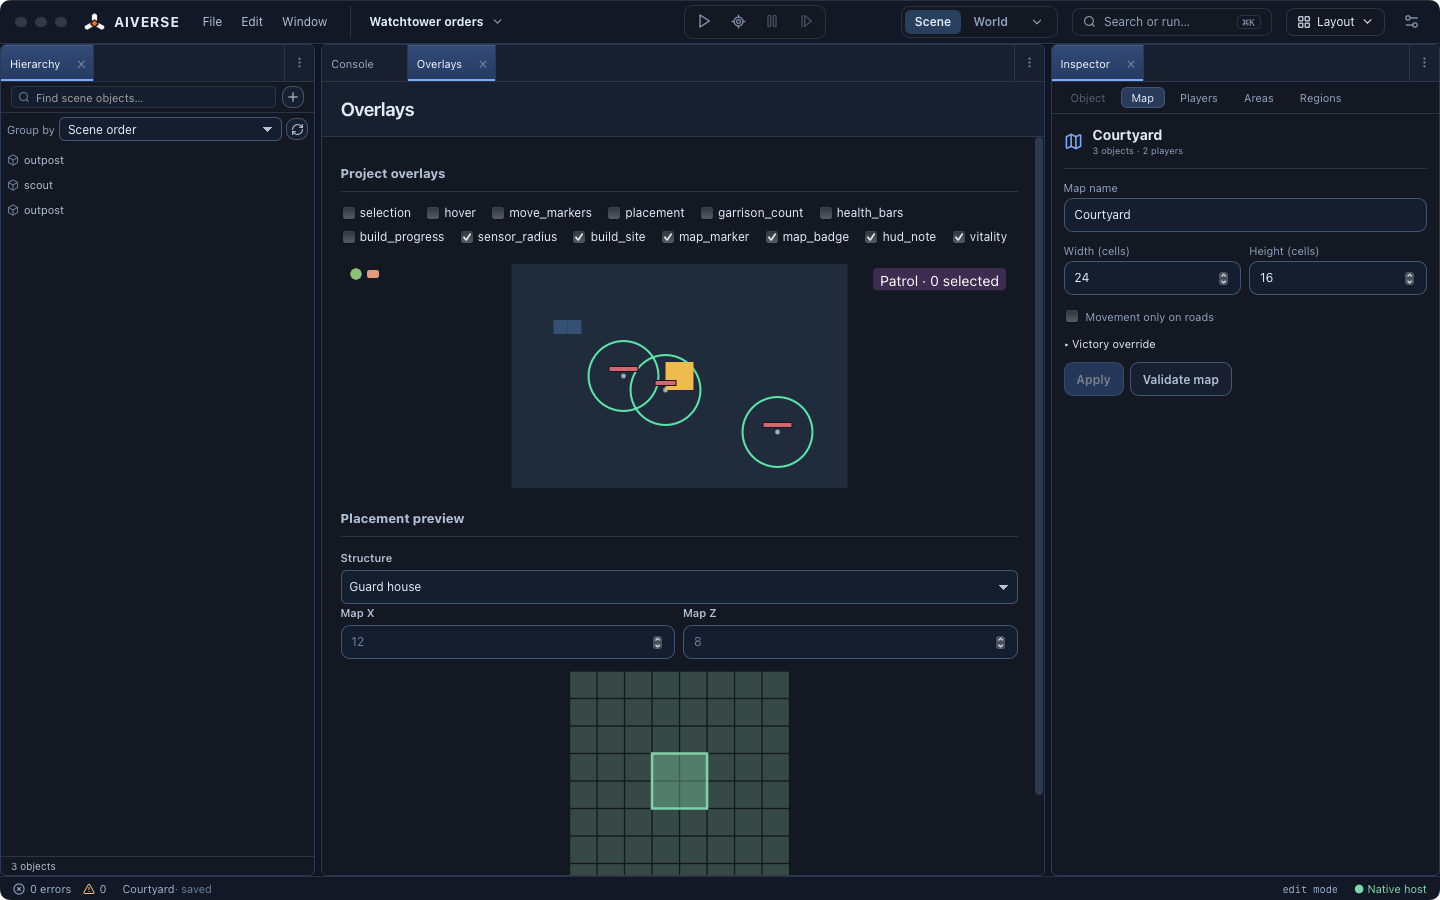 AIVERSE File Edit Window Watchtower orders Scene World Search or run... ⌘K Layout
Hierarchy
Find scene objects...
Group by Scene order
outpost
scout
outpost
3 objects
Console Overlays
Overlays
Project overlays
selection hover move_markers placement garrison_count health_bars
build_progress sensor_radius build_site map_marker map_badge hud_note vitality
Patrol · 0 selected
Placement preview
Structure
Guard house
Map X Map Z
12 8
Inspector
Object Map Players Areas Regions
Courtyard
3 objects · 2 players
Map name
Courtyard
Width (cells) Height (cells)
24 16
Movement only on roads
Victory override
Apply Validate map
0 errors 0 Courtyard · saved edit mode Native host